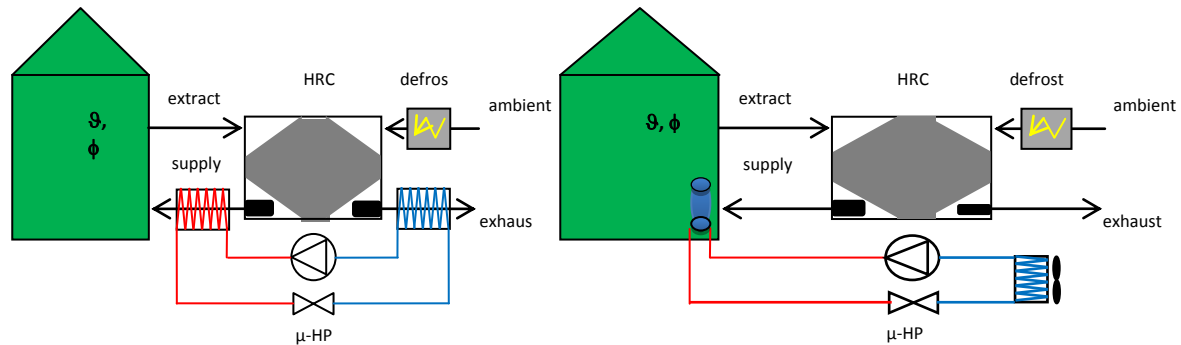 HRC
defros
extract
ambient
ϑ,
ϕ
supply
exhaus
μ-HP
HRC
defrost
extract
ambient
ϑ, ϕ
supply
exhaust
μ-HP